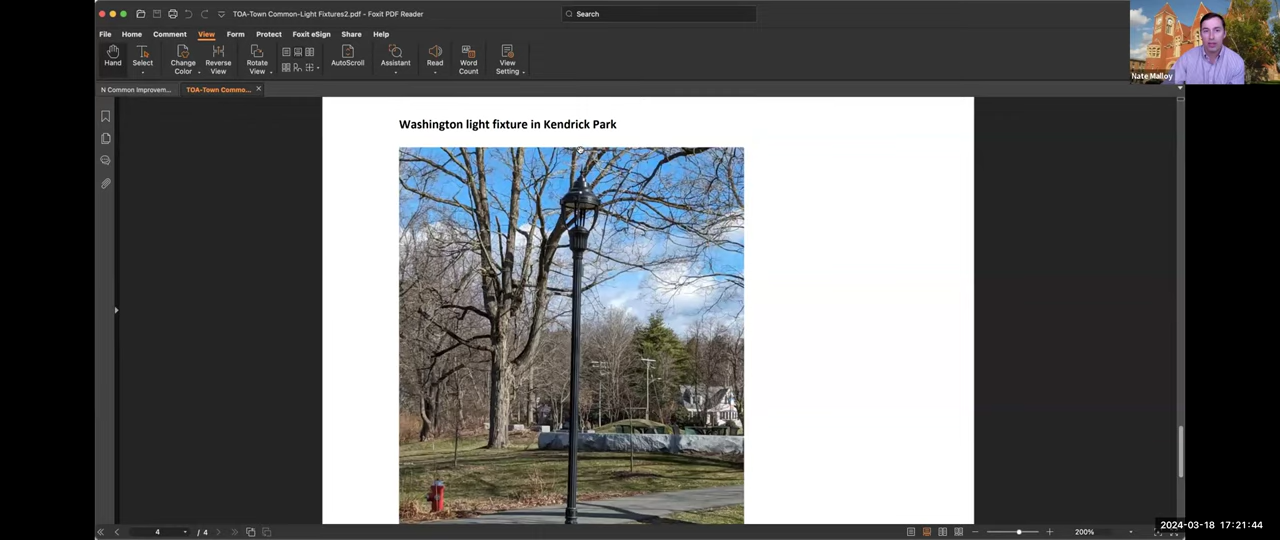 TOA-Town Common-Light Fixtures2.pdf - Foxit PDF Reader
Search
File Home Comment View Form Protect Foxit eSign Share Help
Hand Select Change Color Reverse View Rotate View AutoScroll Assistant Read Word Count View Setting
N Common Improvem... TOA-Town Commo...
Nate Malloy
Washington light fixture in Kendrick Park
4 / 4 200%
2024-03-18 17:21:44